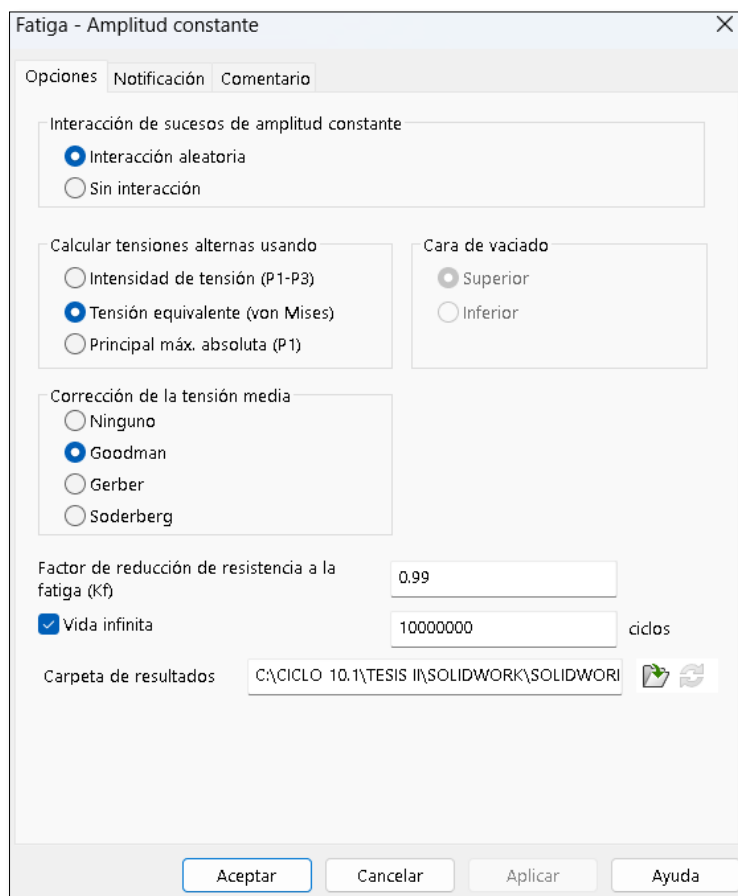 Fatiga - Amplitud constante
Opciones Notificación Comentario
Interacción de sucesos de amplitud constante
Interacción aleatoria
Sin interacción
Calcular tensiones alternas usando
Intensidad de tensión (P1-P3)
Tensión equivalente (von Mises)
Principal máx. absoluta (P1)
Cara de vaciado
Superior
Inferior
Corrección de la tensión media
Ninguno
Goodman
Gerber
Soderberg
Factor de reducción de resistencia a la
fatiga (Kf)
0.99
Vida infinita 10000000 ciclos
Carpeta de resultados C:\CICLO 10.1\TESIS II\SOLIDWORK\SOLIDWORI
Aceptar Cancelar Aplicar Ayuda